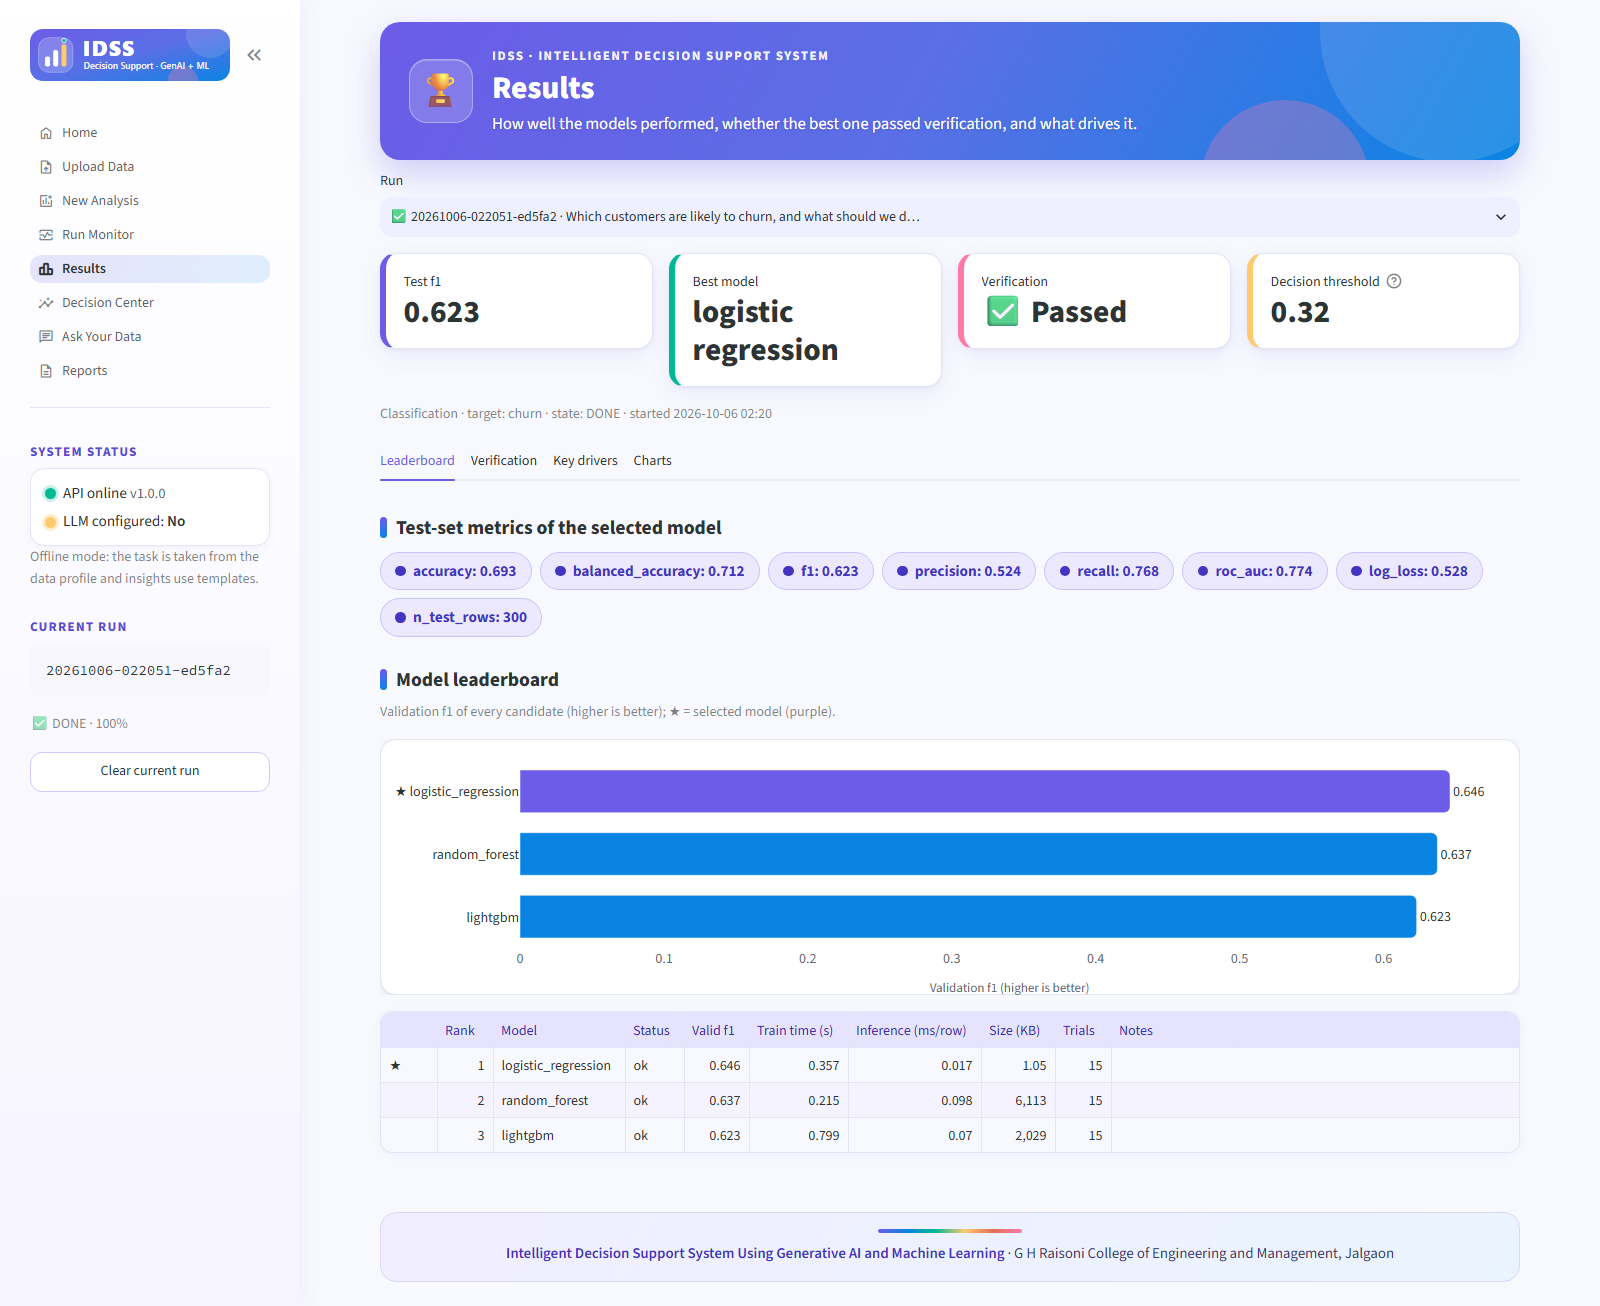 IDSS
Decision Support · GenAI + ML
Home
Upload Data
New Analysis
Run Monitor
Results
Decision Center
Ask Your Data
Reports
SYSTEM STATUS
API online v1.0.0
LLM configured: No
Offline mode: the task is taken from the
data profile and insights use templates.
CURRENT RUN
20261006-022051-ed5fa2
DONE · 100%
Clear current run
IDSS · INTELLIGENT DECISION SUPPORT SYSTEM
Results
How well the models performed, whether the best one passed verification, and what drives it.
Run
20261006-022051-ed5fa2 · Which customers are likely to churn, and what should we d…
Test f1
0.623
Best model
logistic
regression
Verification
Passed
Decision threshold
0.32
Classification · target: churn · state: DONE · started 2026-10-06 02:20
Leaderboard Verification Key drivers Charts
Test-set metrics of the selected model
accuracy: 0.693 balanced_accuracy: 0.712 f1: 0.623 precision: 0.524 recall: 0.768 roc_auc: 0.774 log_loss: 0.528
n_test_rows: 300
Model leaderboard
Validation f1 of every candidate (higher is better); ★ = selected model (purple).
★ logistic_regression 0.646
random_forest 0.637
lightgbm 0.623
0 0.1 0.2 0.3 0.4 0.5 0.6
Validation f1 (higher is better)
Rank Model Status Valid f1 Train time (s) Inference (ms/row) Size (KB) Trials Notes
★ 1 logistic_regression ok 0.646 0.357 0.017 1.05 15
2 random_forest ok 0.637 0.215 0.098 6,113 15
3 lightgbm ok 0.623 0.799 0.07 2,029 15
Intelligent Decision Support System Using Generative AI and Machine Learning · G H Raisoni College of Engineering and Management, Jalgaon